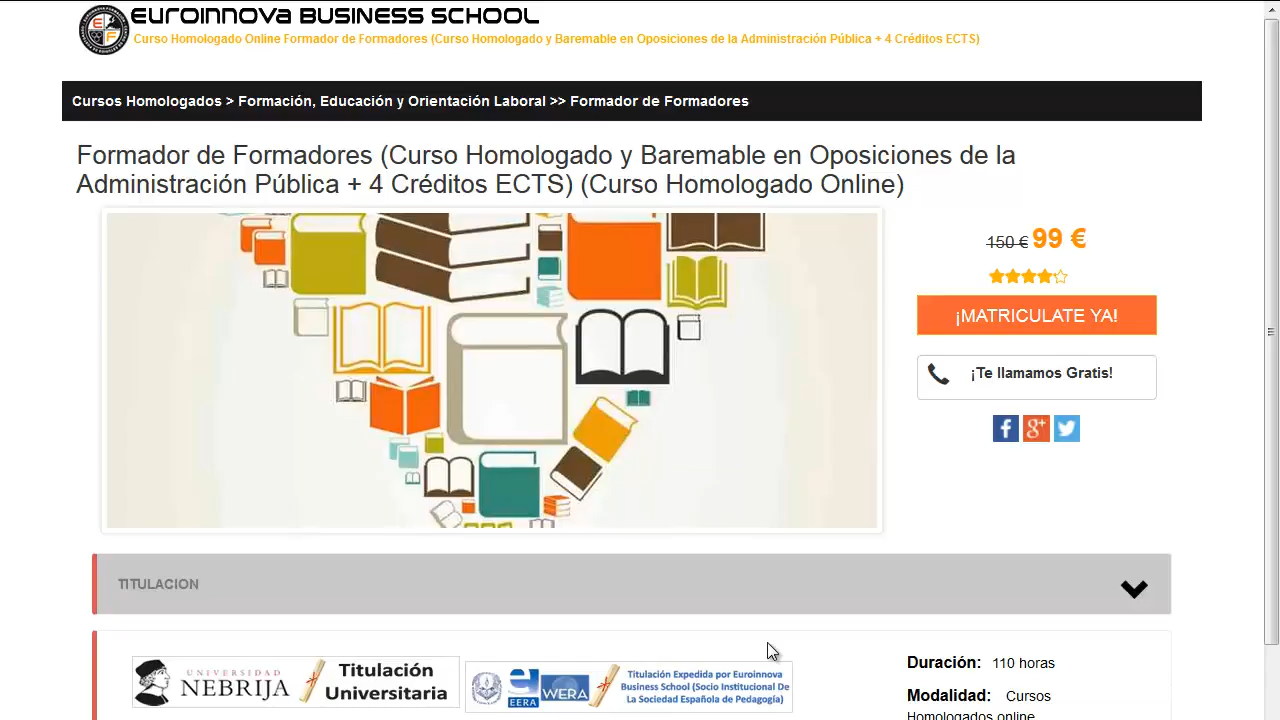 Euroinnova Business School
Curso Homologado Online Formador de Formadores (Curso Homologado y Baremable en Oposiciones de la Administración Pública + 4 Créditos ECTS)
Cursos Homologados > Formación, Educación y Orientación Laboral >> Formador de Formadores
Formador de Formadores (Curso Homologado y Baremable en Oposiciones de la
Administración Pública + 4 Créditos ECTS) (Curso Homologado Online)
150 € 99 €
¡MATRICULATE YA!
¡Te llamamos Gratis!
TITULACION
UNIVERSIDAD
NEBRIJA
Titulación
Universitaria
EERA
WERA
Titulación Expedida por Euroinnova
Business School (Socio Institucional De
La Sociedad Española de Pedagogía)
Duración: 110 horas
Modalidad: Cursos
Homologados online